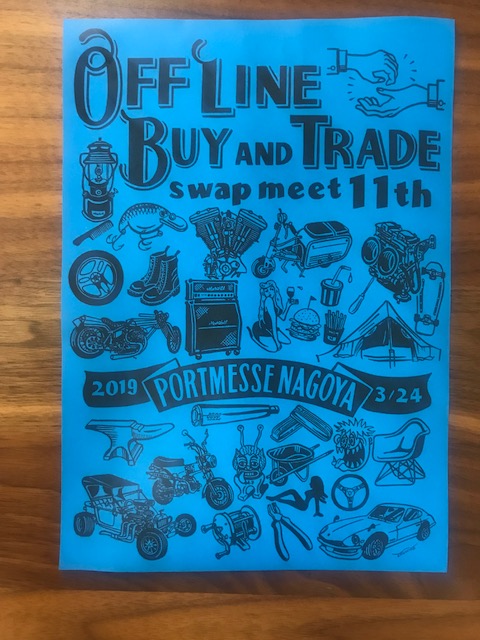 OFF LINE
BUY AND TRADE
swap meet 11th
2019 PORTMESSE NAGOYA 3/24